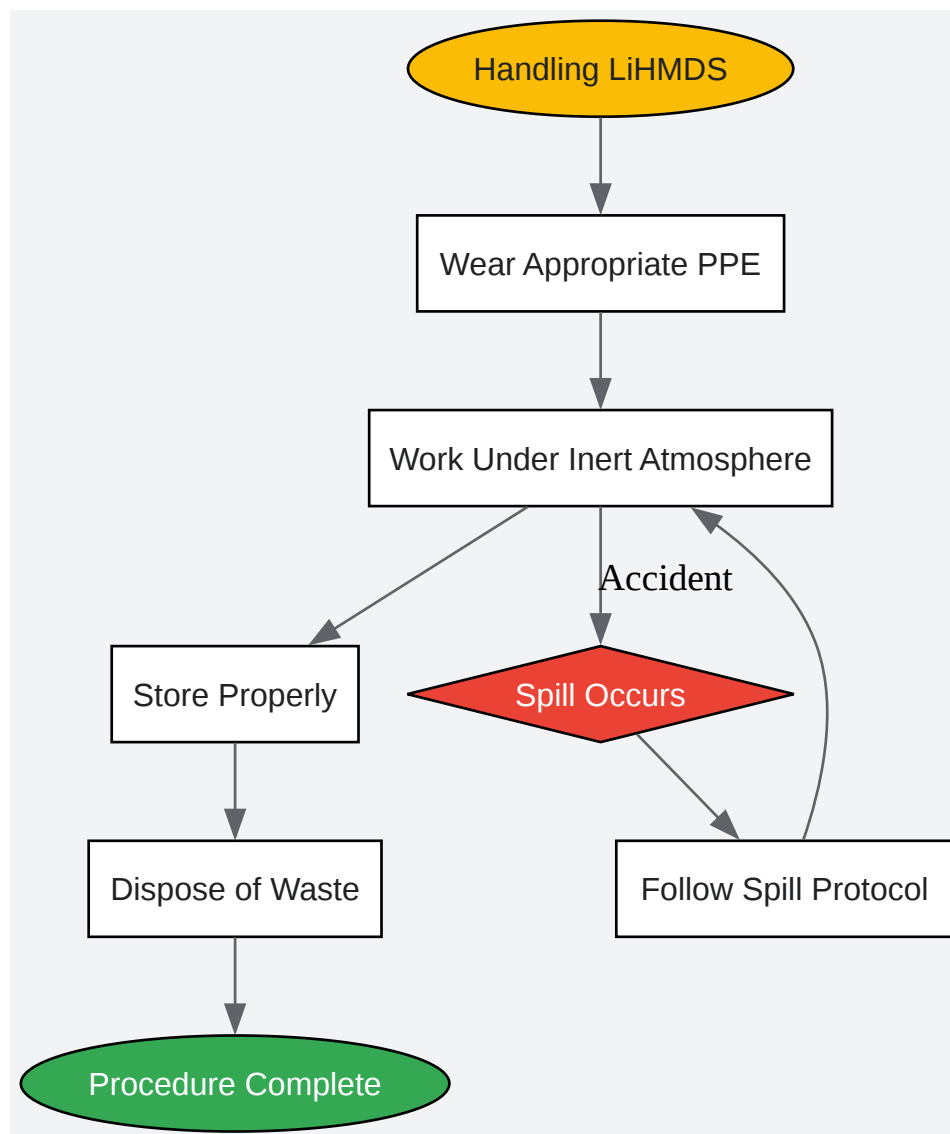 Handling LiHMDS
Wear Appropriate PPE
Work Under Inert Atmosphere
Accident
Store Properly
Spill Occurs
Dispose of Waste
Follow Spill Protocol
Procedure Complete